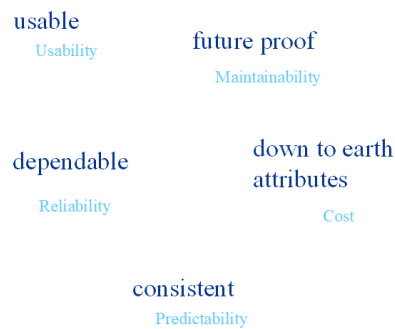 usable
Usability
future proof
Maintainability
dependable
Reliability
down to earth
attributes
Cost
consistent
Predictability